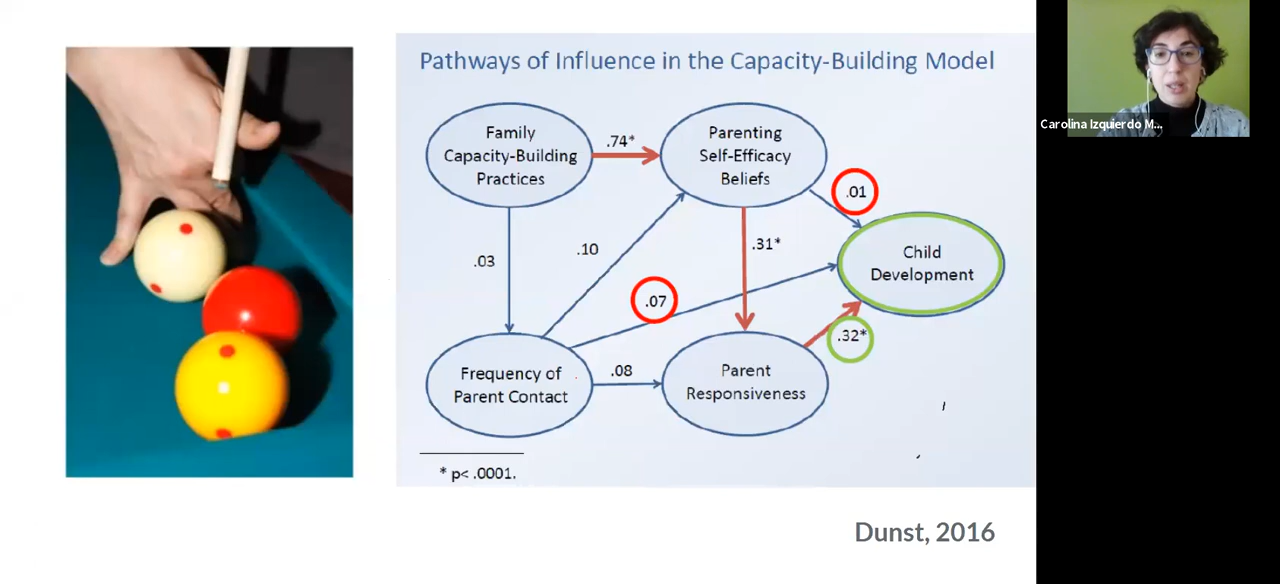 Pathways of Influence in the Capacity-Building Model
Family
Capacity-Building
Practices
.74*
Parenting
Self-Efficacy
Beliefs
.01
Child
Development
.03
.10
.31*
.07
.32*
Frequency of
Parent Contact
.08
Parent
Responsiveness
* p< .0001.
Dunst, 2016
Carolina Izquierdo M...